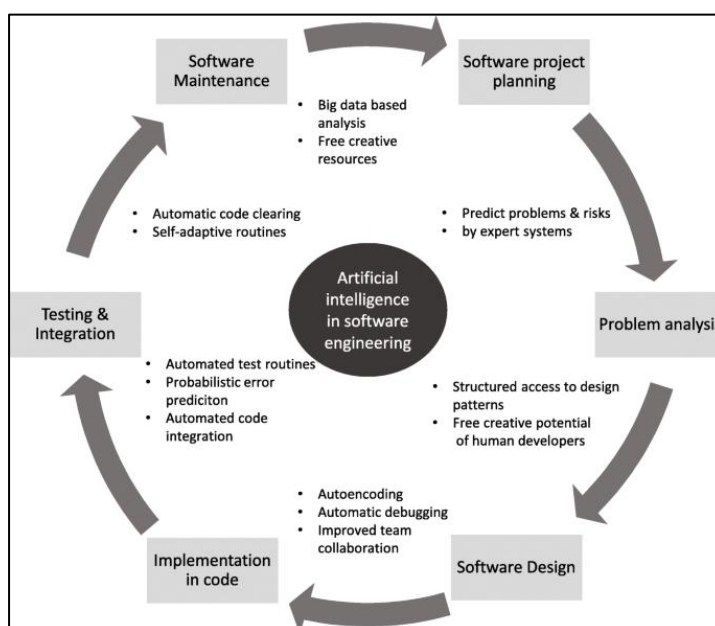 Software
Maintenance
Software project
planning
• Big data based
analysis
• Free creative
resources
• Automatic code clearing
• Self-adaptive routines
• Predict problems & risks
• by expert systems
Artificial
intelligence
in software
engineering
Testing &
Integration
Problem analysis
• Automated test routines
• Probabilistic error
prediciton
• Automated code
integration
• Structured access to design
patterns
• Free creative potential
of human developers
• Autoencoding
• Automatic debugging
• Improved team
collaboration
Implementation
in code
Software Design